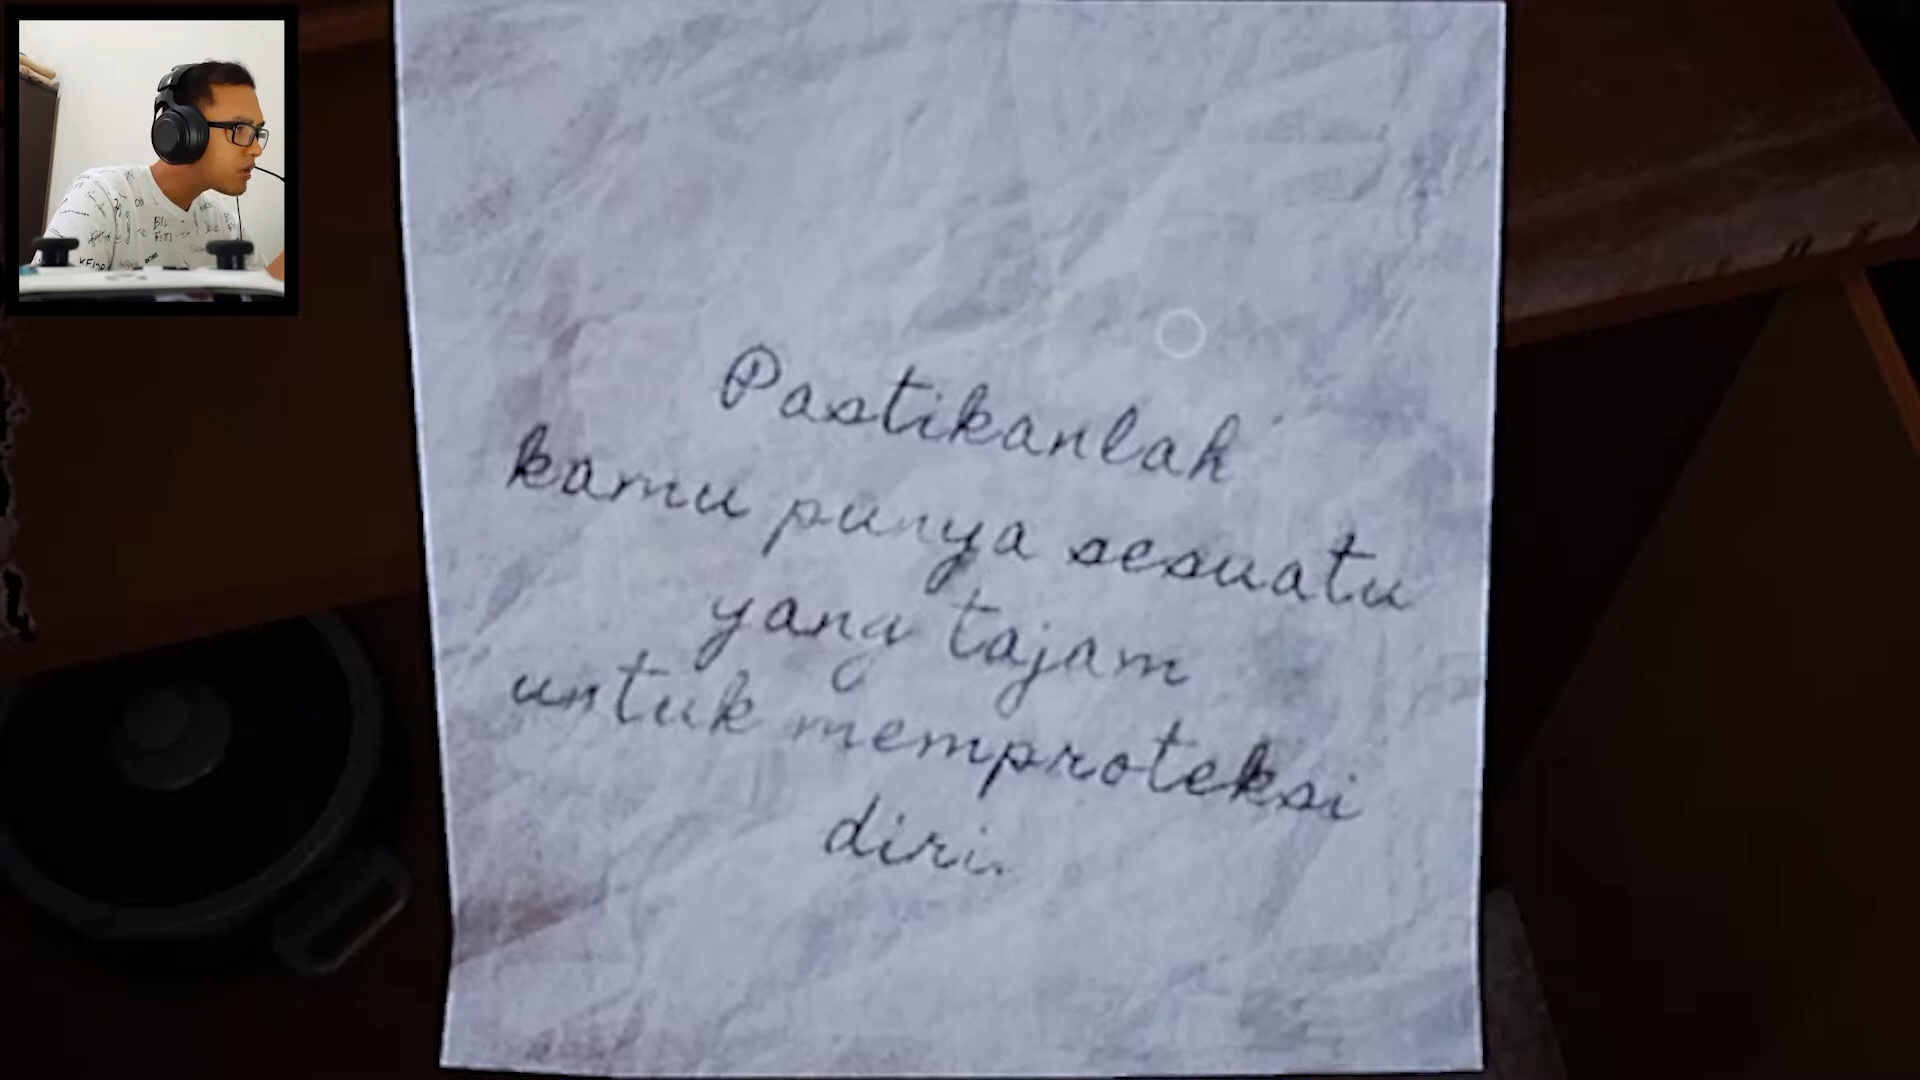 Pastikanlah
kamu punya sesuatu
yang tajam
untuk memproteksi
diri.